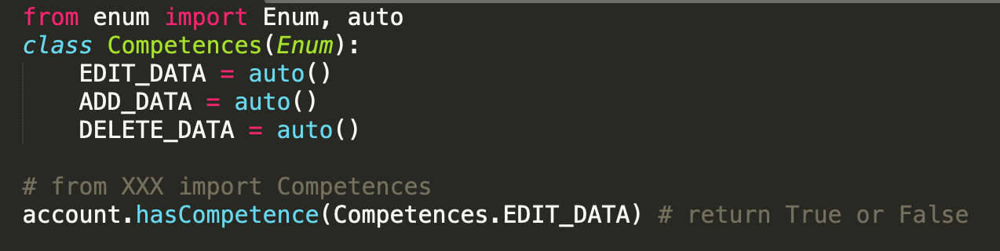 from enum import Enum, auto
class Competences(Enum):
    EDIT_DATA = auto()
    ADD_DATA = auto()
    DELETE_DATA = auto()

# from XXX import Competences
account.hasCompetence(Competences.EDIT_DATA) # return True or False